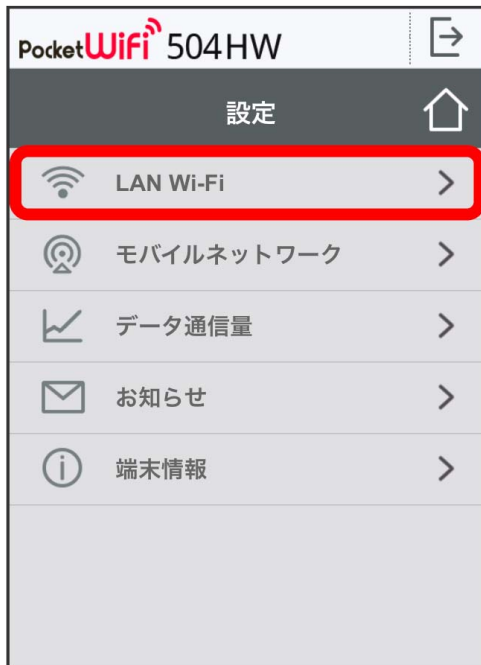 PocketWiFi 504HW
設定
LAN Wi-Fi
モバイルネットワーク
データ通信量
お知らせ
端末情報